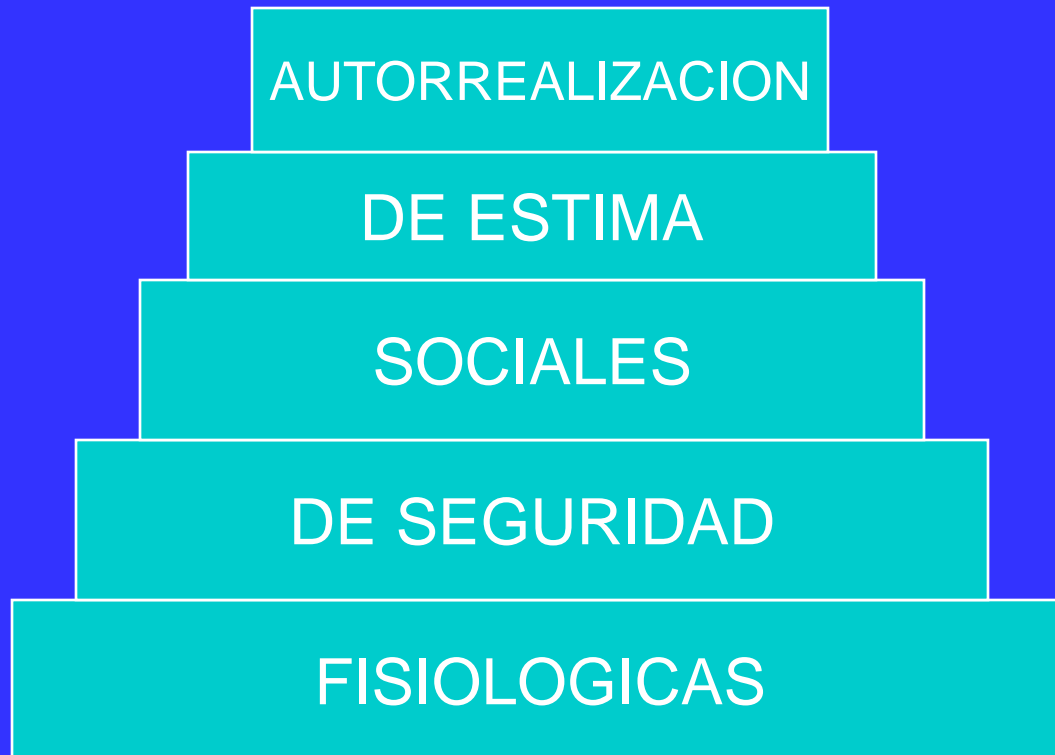 AUTORREALIZACION
DE ESTIMA
SOCIALES
DE SEGURIDAD
FISIOLOGICAS